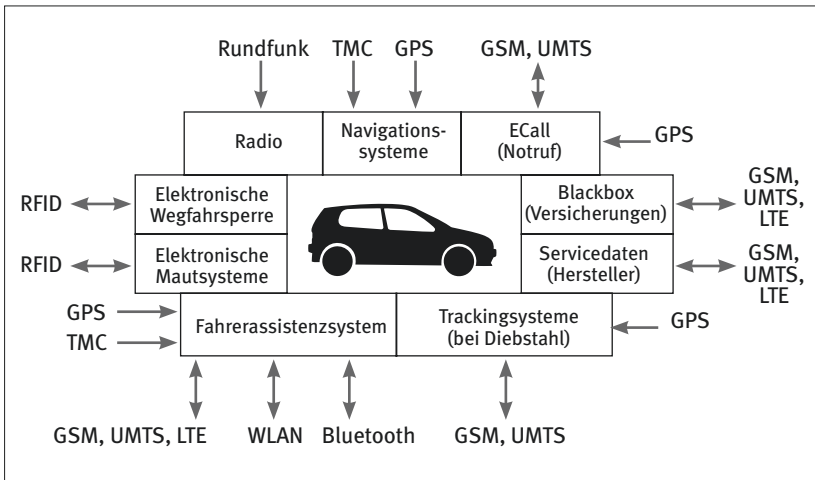 Rundfunk TMC GPS GSM, UMTS
Radio
Navigations-
systeme
ECall
(Notruf)
GPS
RFID
Elektronische
Wegfahrsperre
Blackbox
(Versicherungen)
GSM,
UMTS,
LTE
RFID
Elektronische
Mautsysteme
Servicedaten
(Hersteller)
GSM,
UMTS,
LTE
GPS
TMC
Fahrerassistenzsystem
Trackingsysteme
(bei Diebstahl)
GPS
GSM, UMTS, LTE WLAN Bluetooth GSM, UMTS